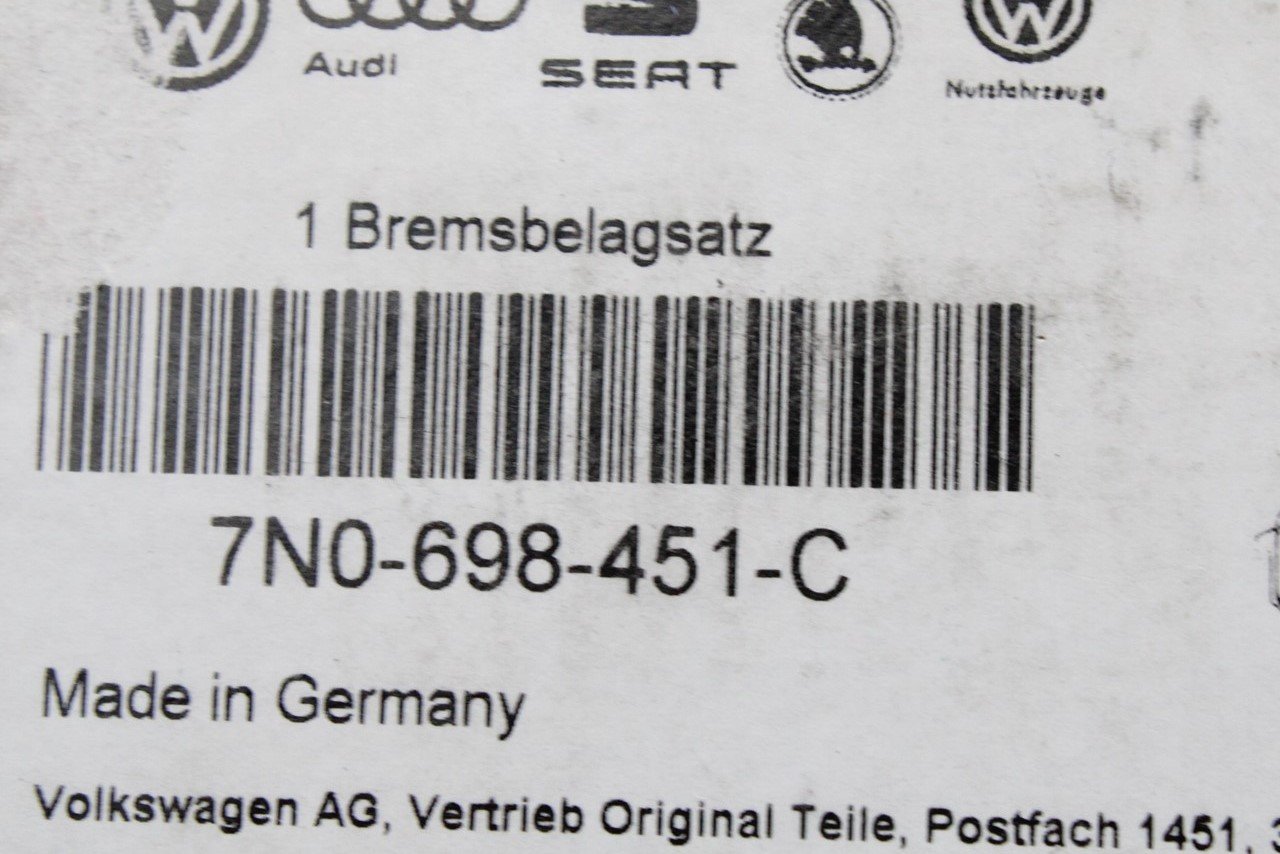 Audi
SEAT
Nutzfahrzeuge
1 Bremsbelagsatz
7N0-698-451-C
Made in Germany
Volkswagen AG, Vertrieb Original Teile, Postfach 1451,